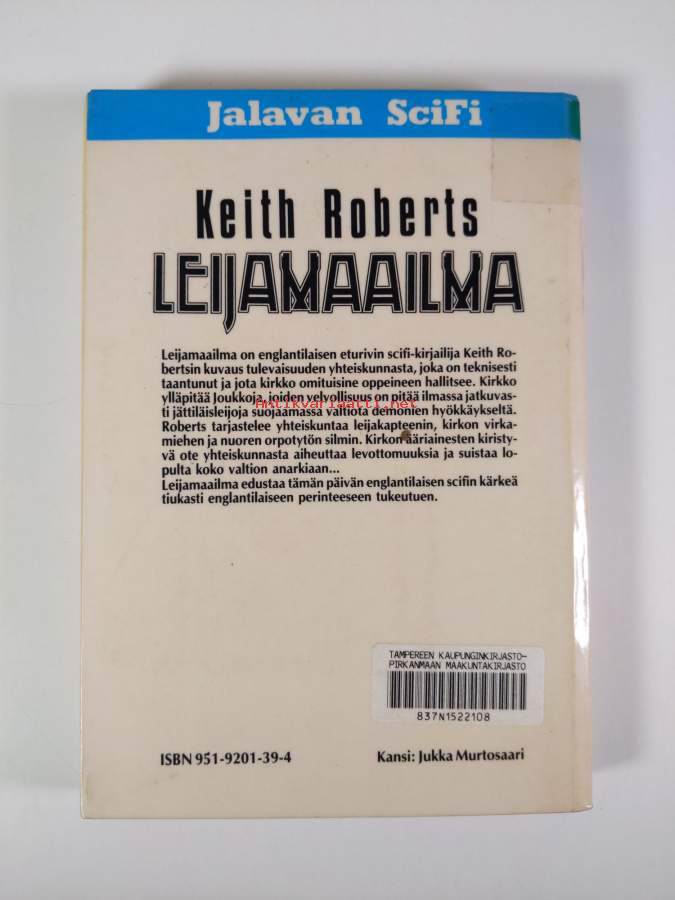 Jalavan SciFi
Keith Roberts
LEIJAMAAILMA
Leijamaailma on englantilaisen eturivin scifi-kirjailija Keith Ro-
bertsin kuvaus tulevaisuuden yhteiskunnasta, joka on teknisesti
taantunut ja jota kirkko omituisine oppeineen hallitsee. Kirkko
ylläpitää Joukkoja, joiden velvollisuus on pitää ilmassa jatkuvas-
ti jättiläisleijoja suojaamassa valtiota demonien hyökkäykseltä.
Antikvariaatti.net
Roberts tarjastelee yhteiskuntaa leijakapteenin, kirkon virka-
miehen ja nuoren orpotytön silmin. Kirkon ääriainesten kiristy-
vä ote yhteiskunnasta aiheuttaa levottomuuksia ja suistaa lo-
pulta koko valtion anarkiaan...
Leijamaailma edustaa tämän päivän englantilaisen scifin kärkeä
tiukasti englantilaiseen perinteeseen tukeutuen.
TAMPEREEN KAUPUNGINKIRJASTO-
PIRKANMAAN MAAKUNTAKIRJASTO
837N1522108
ISBN 951-9201-39-4
Kansi: Jukka Murtosaari